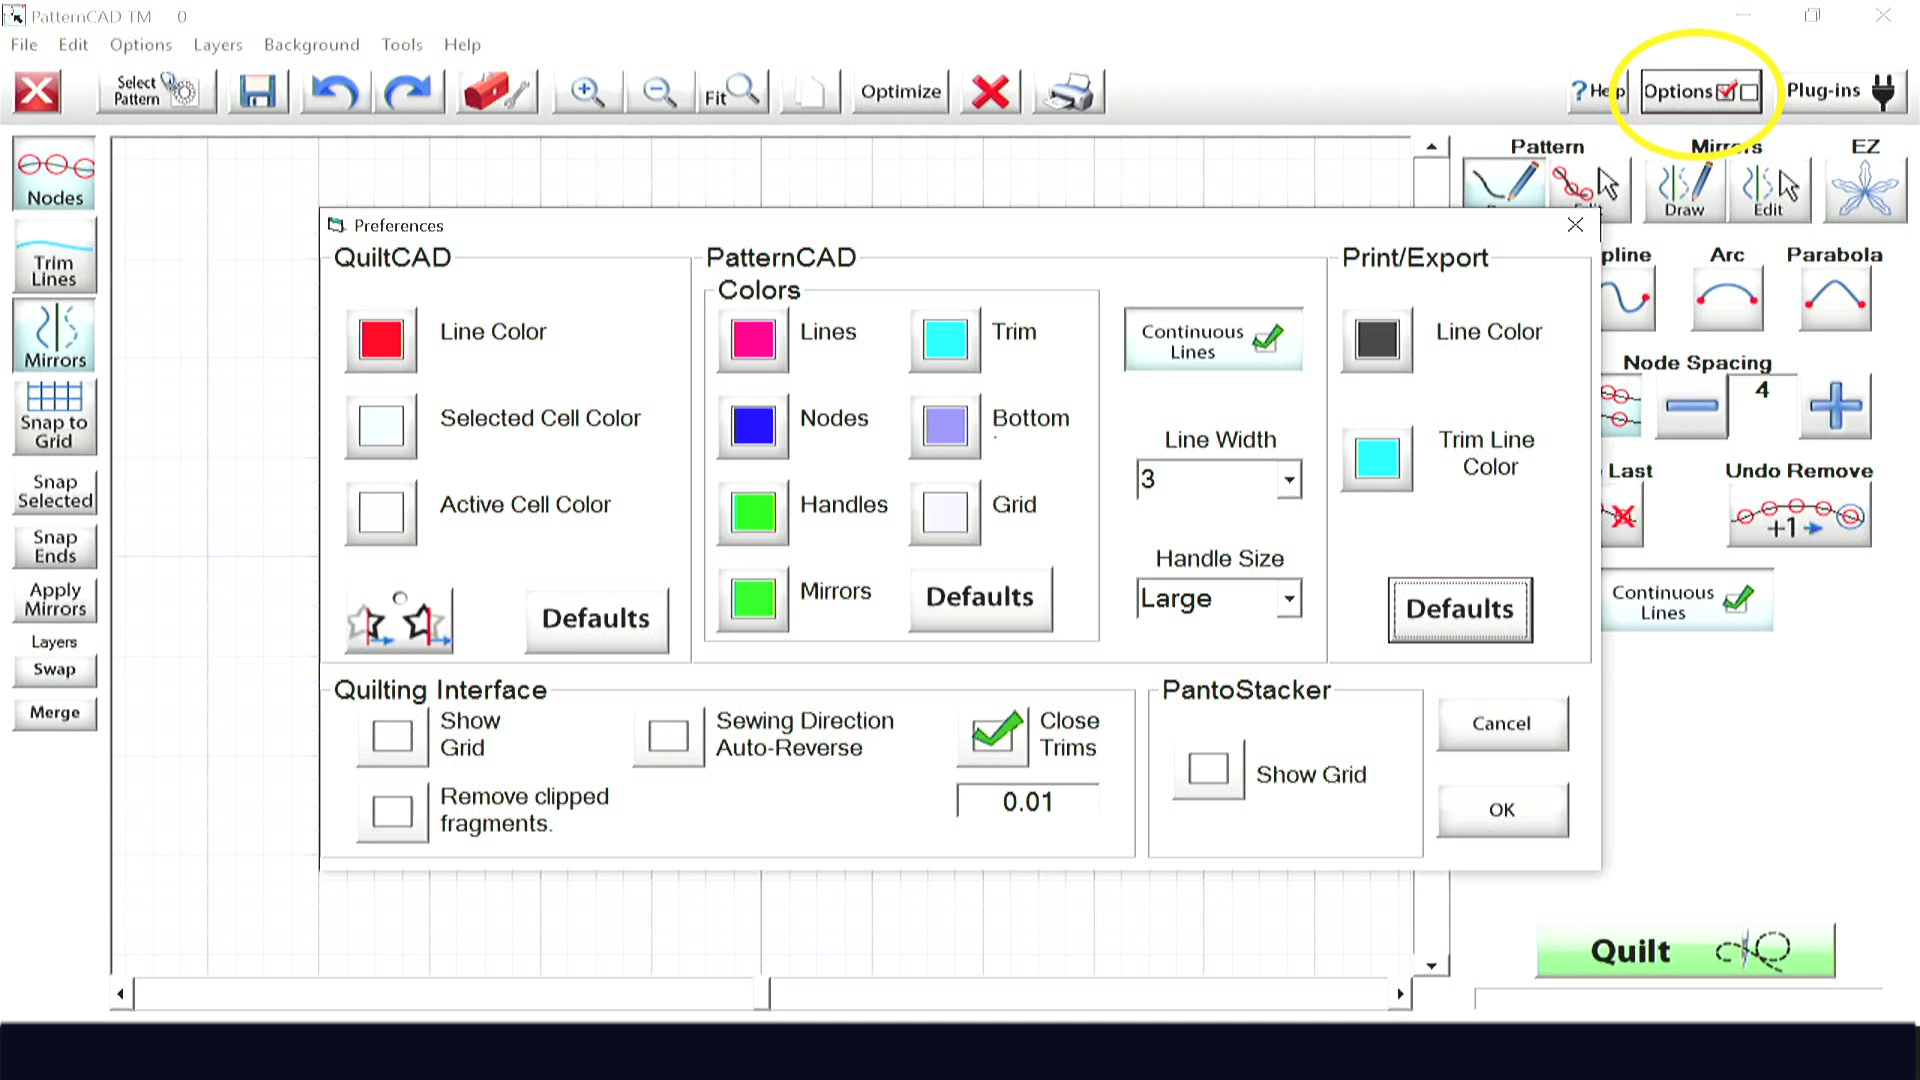 PatternCAD TM 0
File Edit Options Layers Background Tools Help
Select
Pattern
Fit
Optimize
? Help
Options
Plug-ins
Nodes
Trim
Lines
Mirrors
Snap to
Grid
Snap
Selected
Snap
Ends
Apply
Mirrors
Layers
Swap
Merge
Preferences
QuiltCAD
Line Color
Selected Cell Color
Active Cell Color
Defaults
PatternCAD
Colors
Lines
Trim
Nodes
Bottom
Handles
Grid
Mirrors
Defaults
Continuous
Lines
Line Width
3
Handle Size
Large
Print/Export
Line Color
Trim Line
Color
Defaults
Quilting Interface
Show
Grid
Sewing Direction
Auto-Reverse
Close
Trims
Remove clipped
fragments.
0.01
PantoStacker
Show Grid
Cancel
OK
Pattern
Mirrors
EZ
Draw
Edit
pline
Arc
Parabola
Node Spacing
4
Last
Undo Remove
+1
Continuous
Lines
Quilt